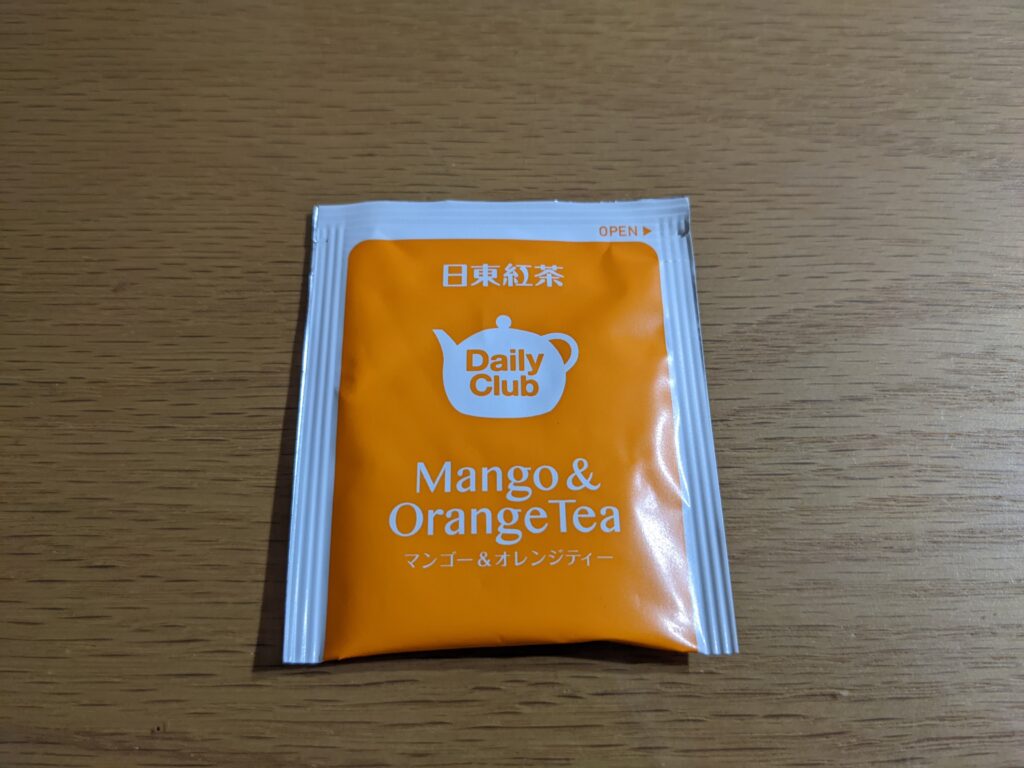 OPEN ▶
日東紅茶
Daily
Club
Mango &
Orange Tea
マンゴー＆オレンジティー